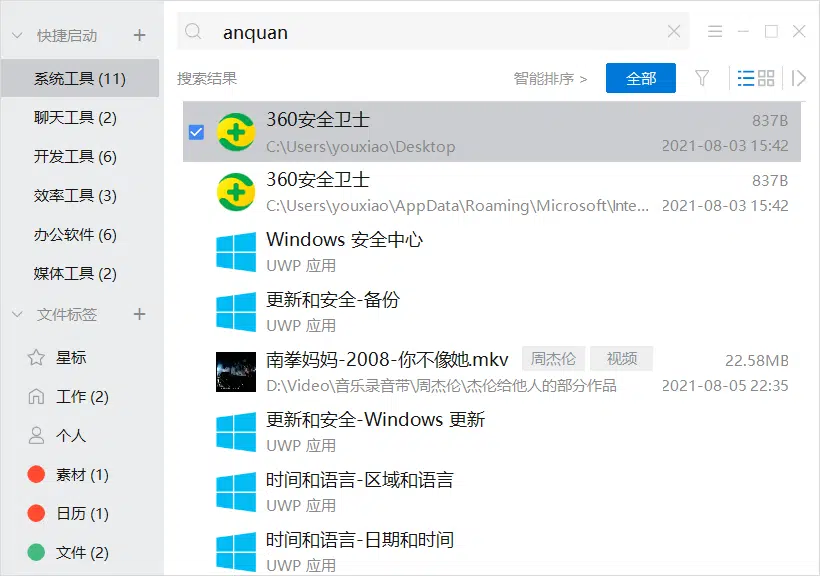 快捷启动 +
系统工具 (11)
聊天工具 (2)
开发工具 (6)
效率工具 (3)
办公软件 (6)
媒体工具 (2)
文件标签 +
星标
工作 (2)
个人
素材 (1)
日历 (1)
文件 (2)
anquan
搜索结果 智能排序 > 全部
360安全卫士 837B
C:\Users\youxiao\Desktop 2021-08-03 15:42
360安全卫士 837B
C:\Users\youxiao\AppData\Roaming\Microsoft\Inte... 2021-08-03 15:42
Windows 安全中心
UWP 应用
更新和安全-备份
UWP 应用
南拳妈妈-2008-你不像她.mkv 周杰伦 视频 22.58MB
D:\Video\音乐录音带\周杰伦\杰伦给他人的部分作品 2021-08-05 22:35
更新和安全-Windows 更新
UWP 应用
时间和语言-区域和语言
UWP 应用
时间和语言-日期和时间
UWP 应用